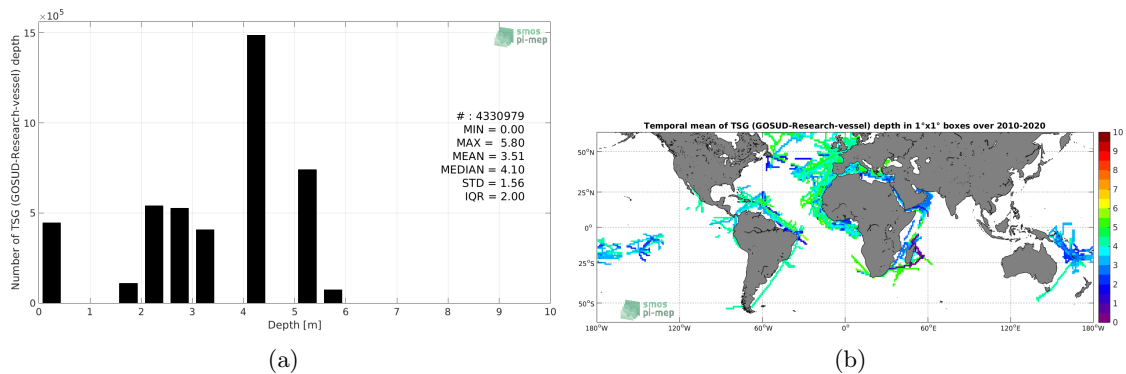 ×10⁵
15
10
5
0
Number of TSG (GOSUD-Research-vessel) depth
smos
pi-mep
# : 4330979
MIN = 0.00
MAX = 5.80
MEAN = 3.51
MEDIAN = 4.10
STD = 1.56
IQR = 2.00
0 1 2 3 4 5 6 7 8 9 10
Depth [m]
(a)
Temporal mean of TSG (GOSUD-Research-vessel) depth in 1°x1° boxes over 2010-2020
50°N
25°N
0°
25°S
50°S
smos
pi-mep
180°W 120°W 60°W 0° 60°E 120°E 180°W
10
9
8
7
6
5
4
3
2
1
0
(b)